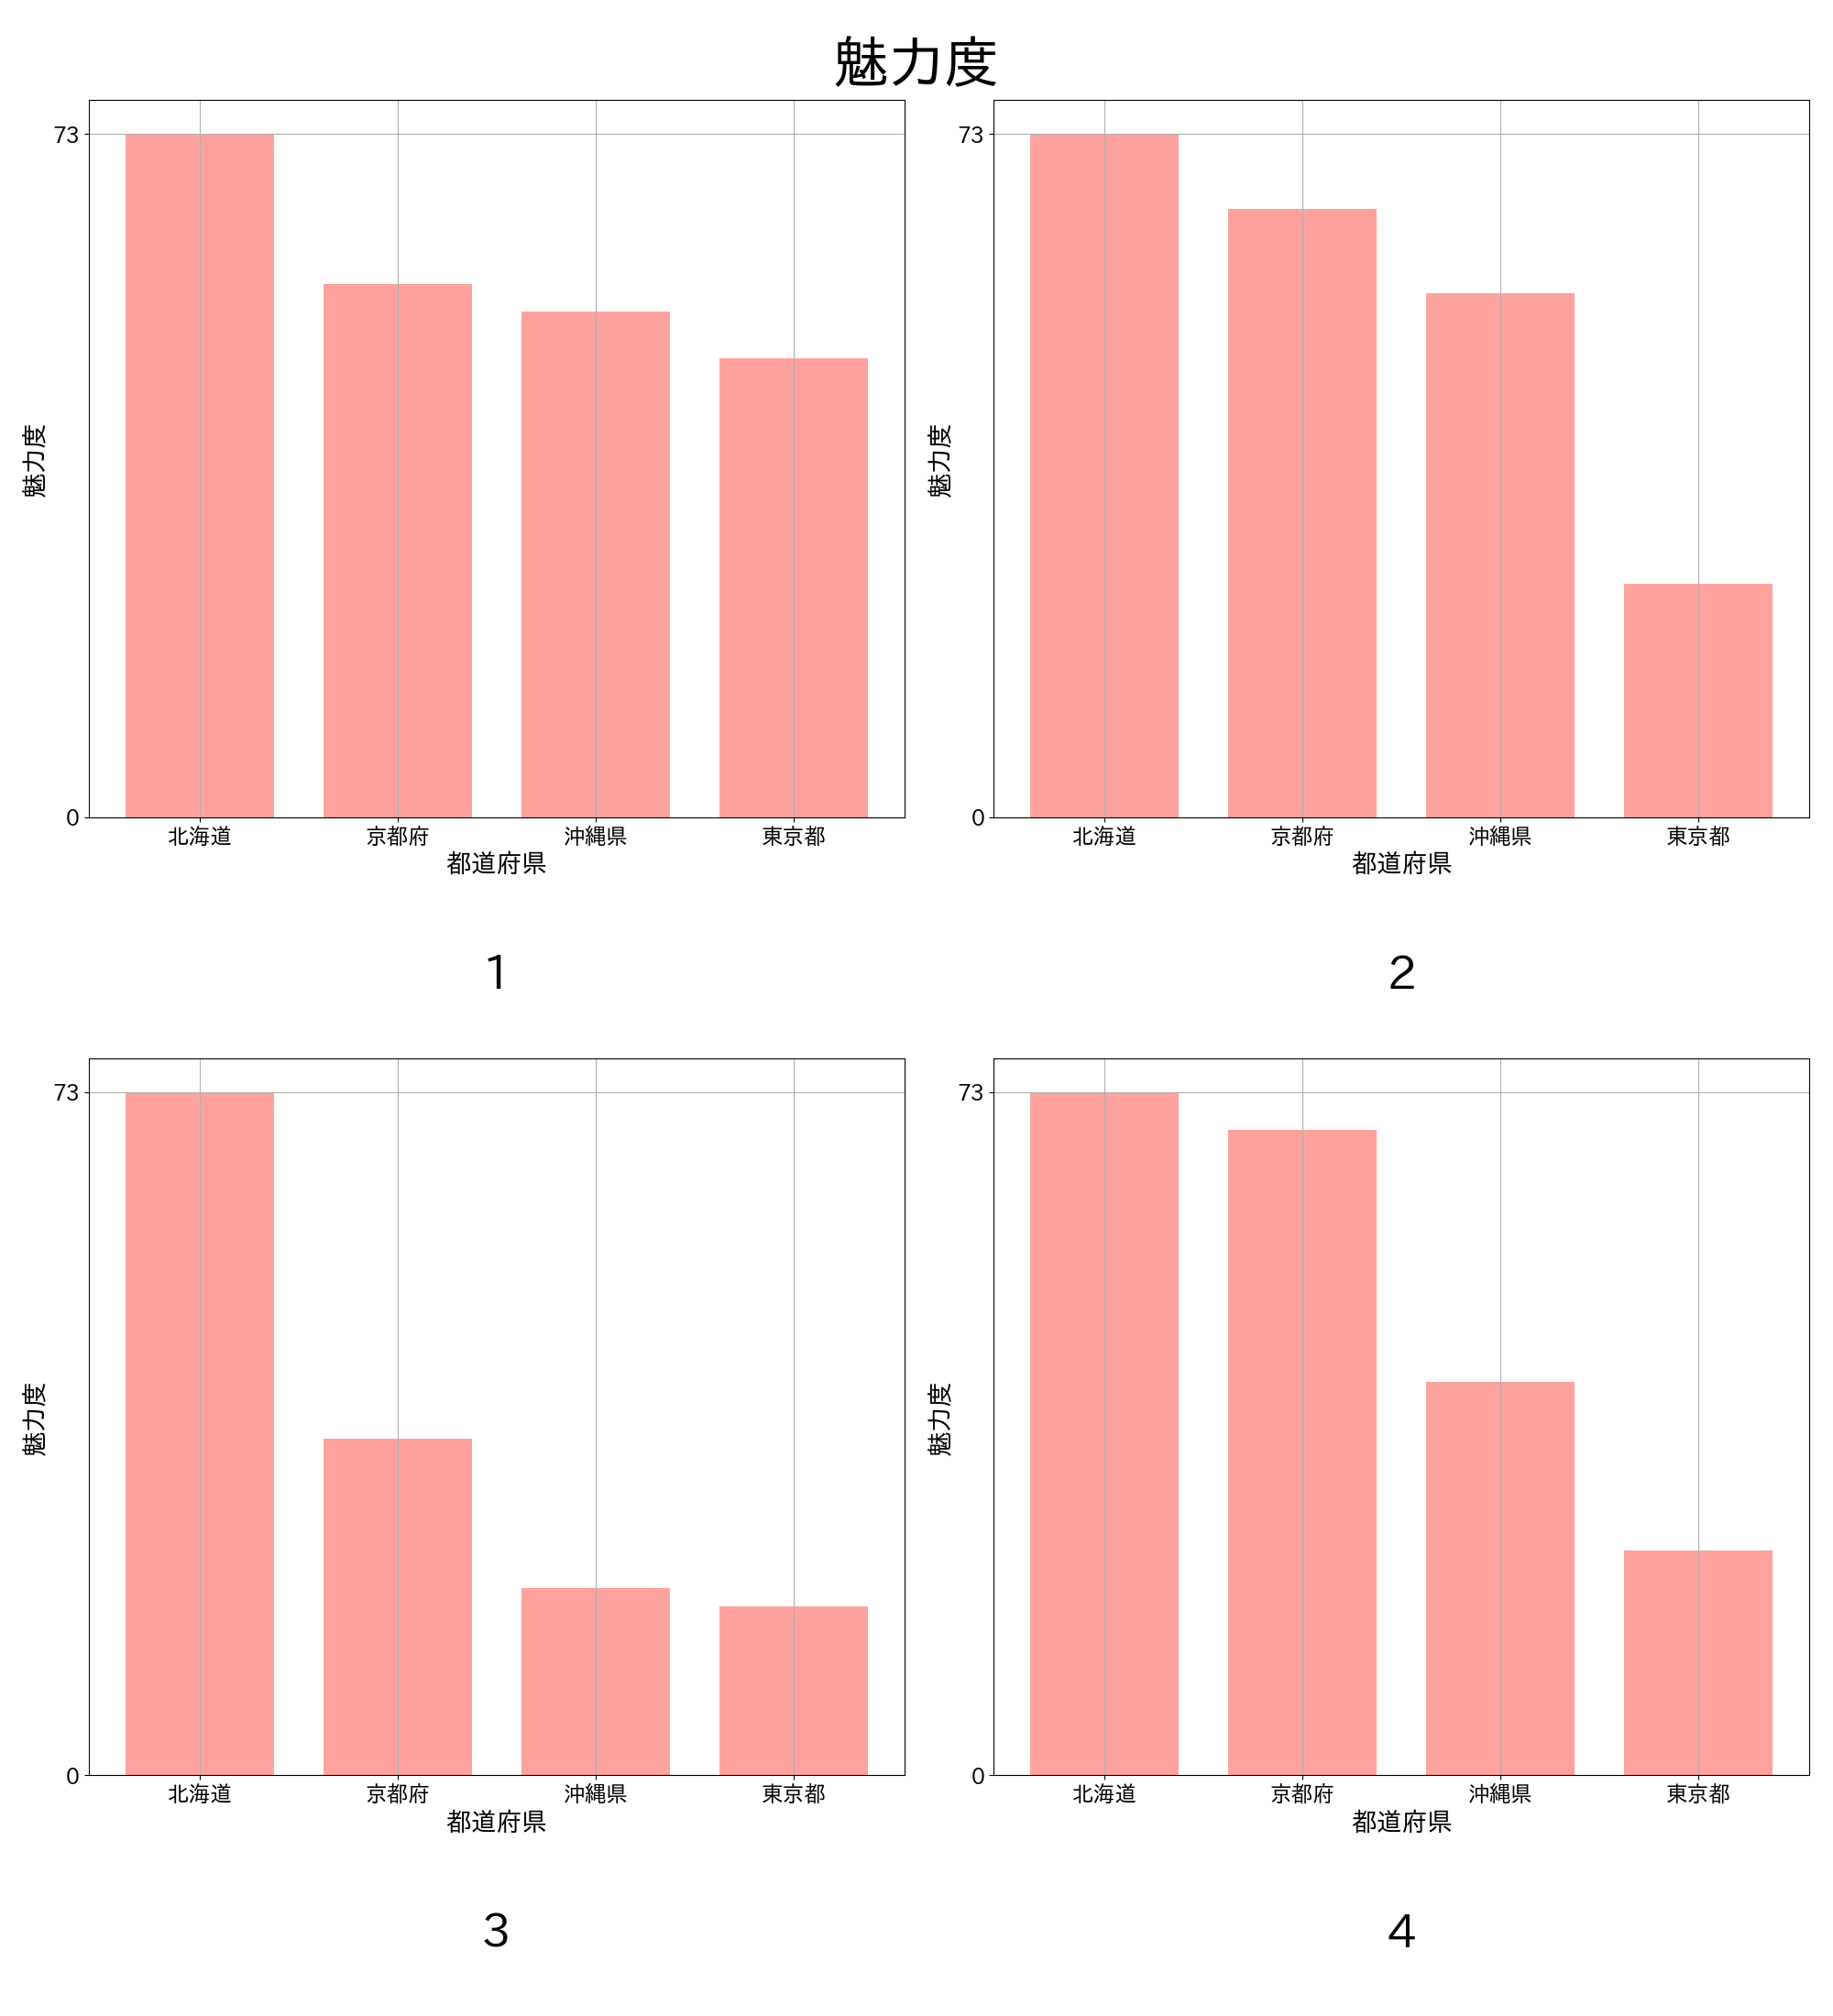 魅力度
73
0
魅力度
北海道 京都府 沖縄県 東京都
都道府県
1
73
0
魅力度
北海道 京都府 沖縄県 東京都
都道府県
2
73
0
魅力度
北海道 京都府 沖縄県 東京都
都道府県
3
73
0
魅力度
北海道 京都府 沖縄県 東京都
都道府県
4